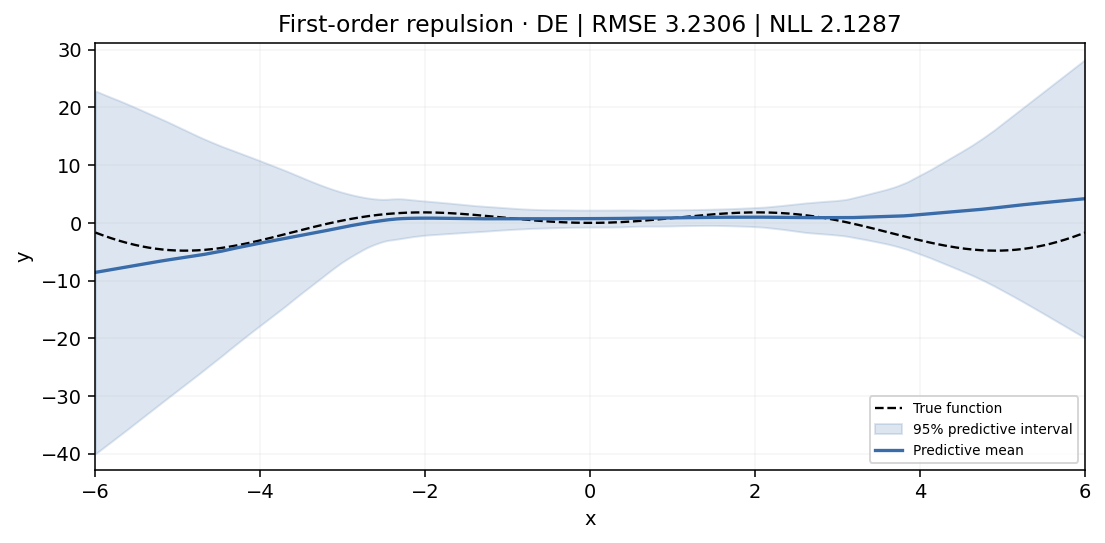 First-order repulsion · DE | RMSE 3.2306 | NLL 2.1287
30
20
10
0
−10
−20
−30
−40
y
−6
−4
−2
0
2
4
6
x
True function
95% predictive interval
Predictive mean